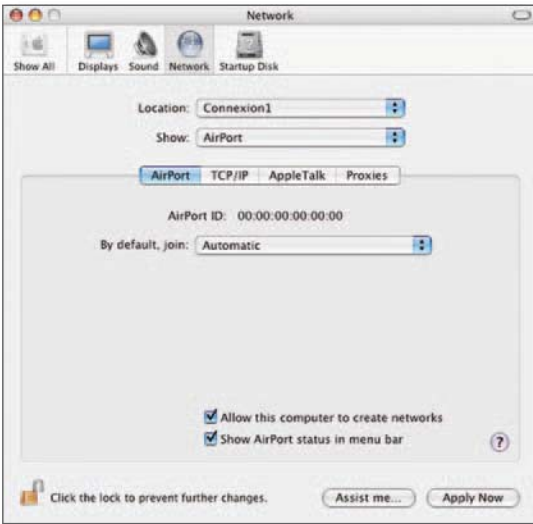 Network
Show All
Displays
Sound
Network
Startup Disk
Location: Connexion1
Show: AirPort
AirPort
TCP/IP
AppleTalk
Proxies
AirPort ID: 00:00:00:00:00:00
By default, join: Automatic
Allow this computer to create networks
Show AirPort status in menu bar
?
Click the lock to prevent further changes.
Assist me...
Apply Now